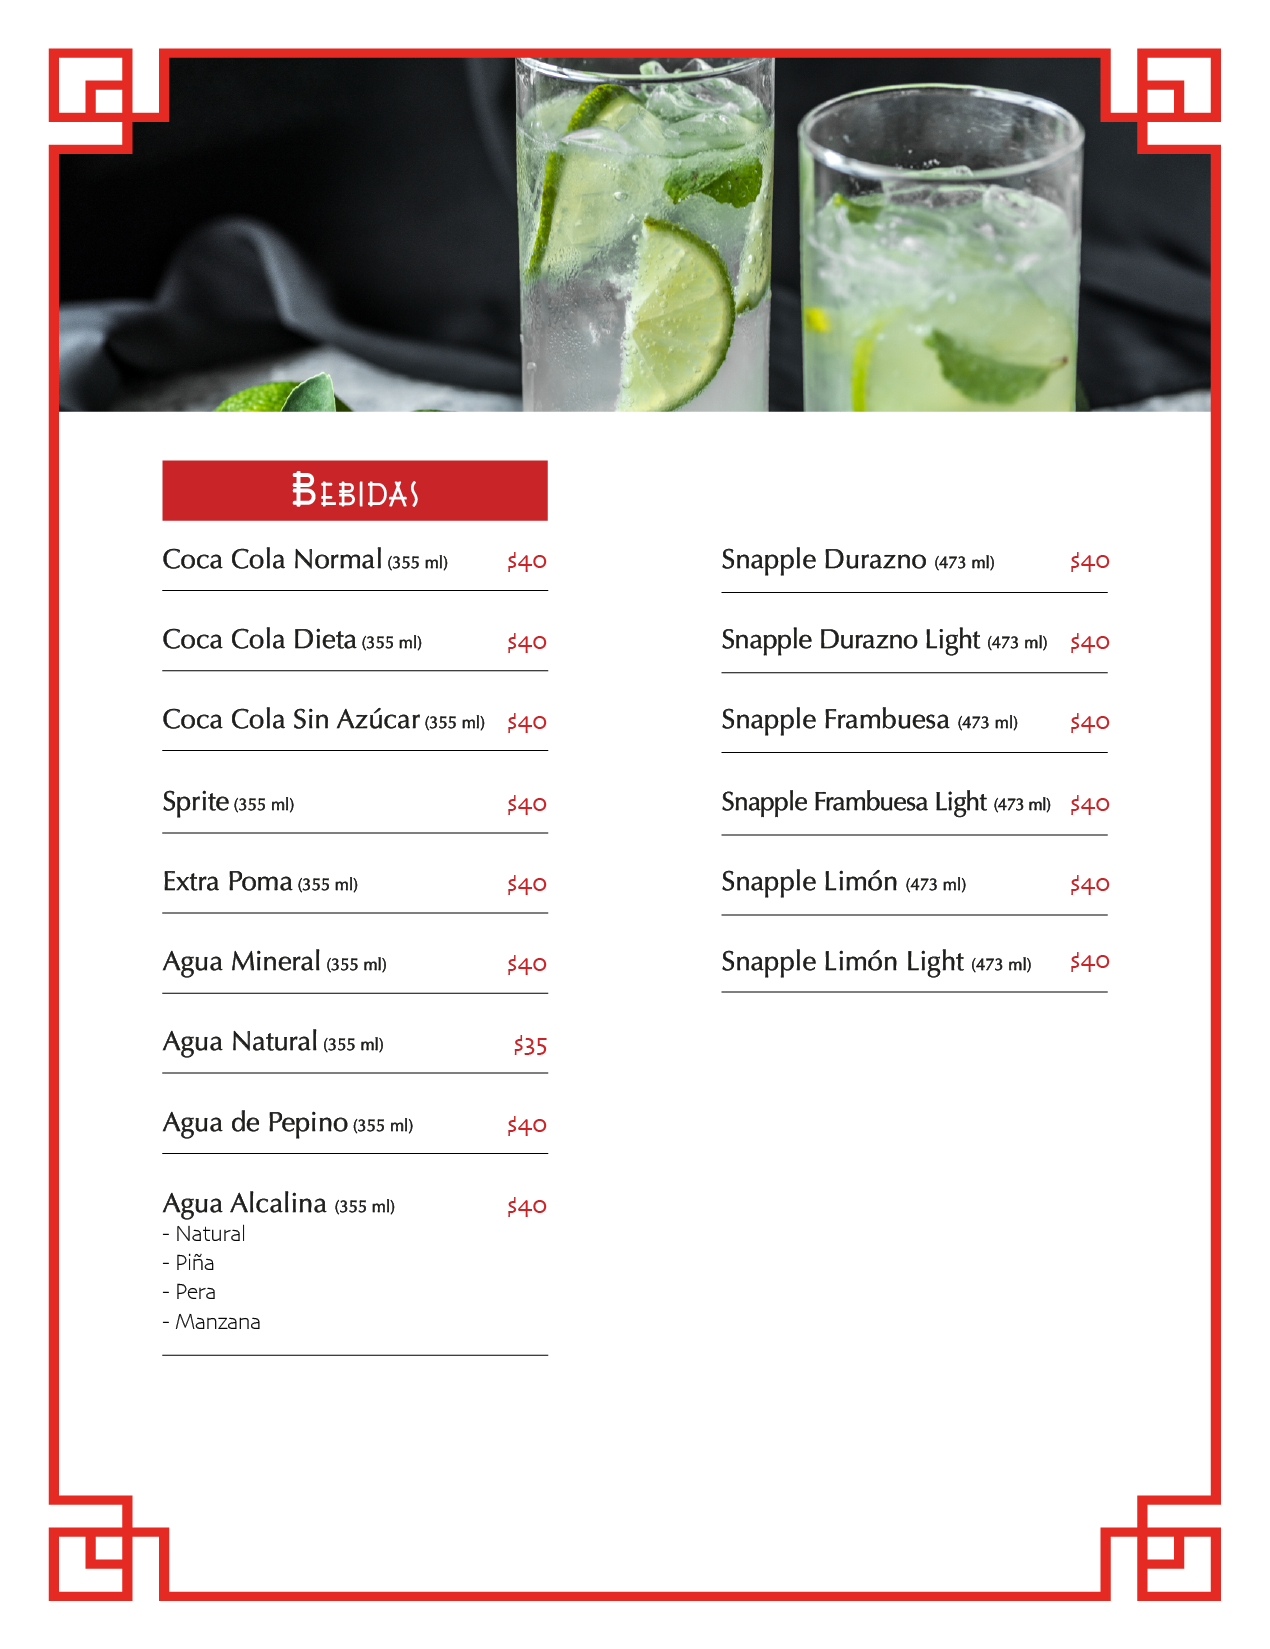 Bebidas
Coca Cola Normal (355 ml) $40
Coca Cola Dieta (355 ml) $40
Coca Cola Sin Azúcar (355 ml) $40
Sprite (355 ml) $40
Extra Poma (355 ml) $40
Agua Mineral (355 ml) $40
Agua Natural (355 ml) $35
Agua de Pepino (355 ml) $40
Agua Alcalina (355 ml) $40
- Natural
- Piña
- Pera
- Manzana
Snapple Durazno (473 ml) $40
Snapple Durazno Light (473 ml) $40
Snapple Frambuesa (473 ml) $40
Snapple Frambuesa Light (473 ml) $40
Snapple Limón (473 ml) $40
Snapple Limón Light (473 ml) $40